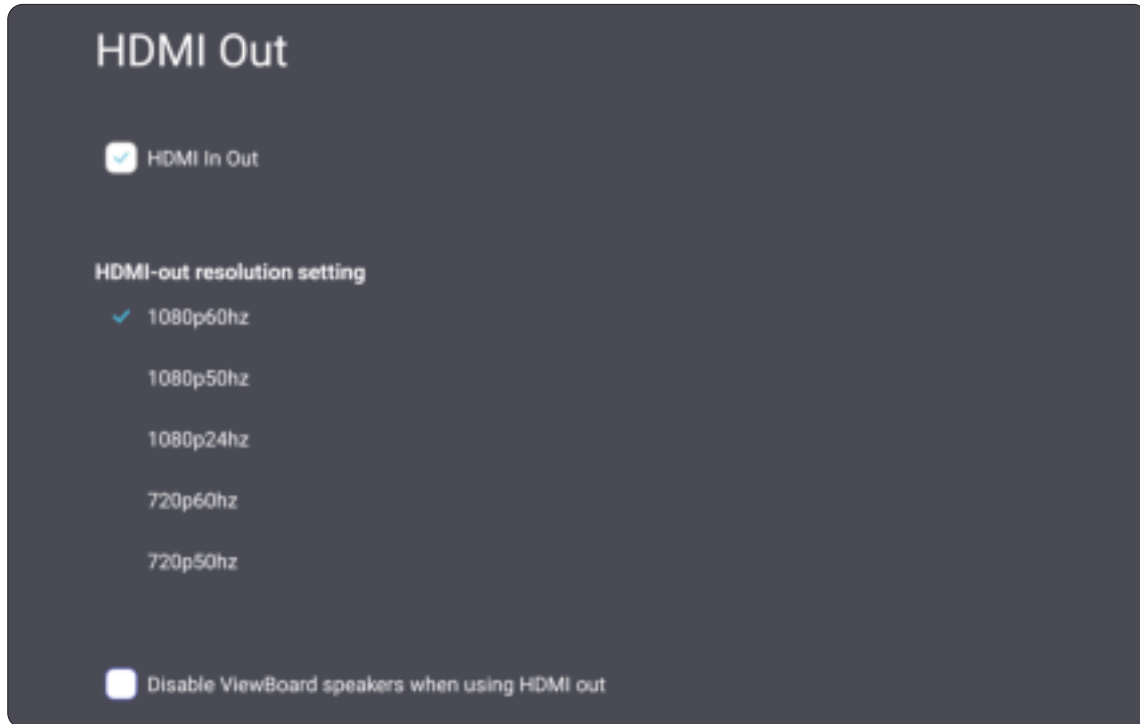 HDMI Out
HDMI In Out
HDMI-out resolution setting
1080p60hz
1080p50hz
1080p24hz
720p60hz
720p50hz
Disable ViewBoard speakers when using HDMI out